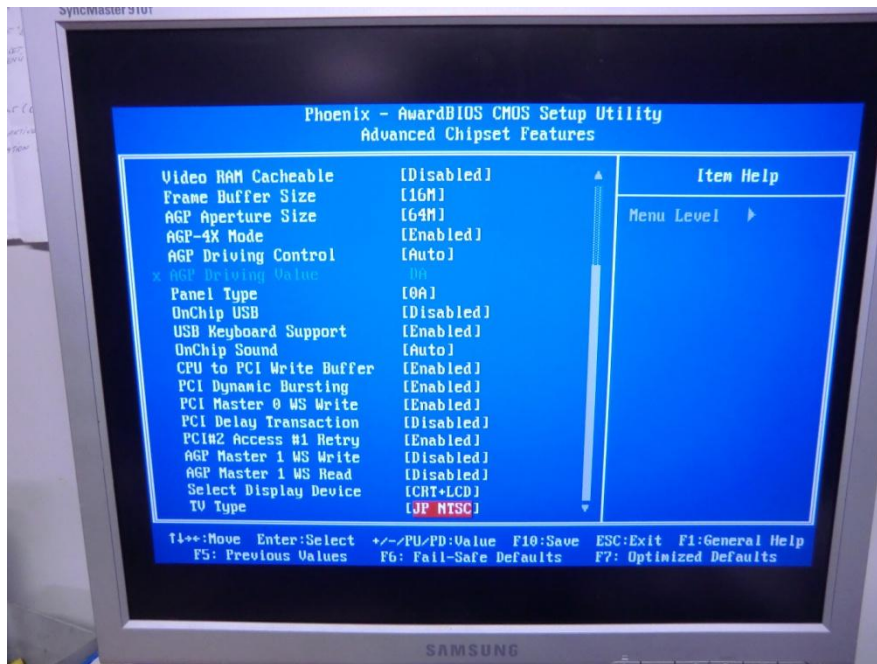 SyncMaster 910T
Phoenix - AwardBIOS CMOS Setup Utility
Advanced Chipset Features
Video RAM Cacheable [Disabled]
Frame Buffer Size [16M]
AGP Aperture Size [64M]
AGP-4X Mode [Enabled]
AGP Driving Control [Auto]
x AGP Driving Value DA
Panel Type [0A]
OnChip USB [Disabled]
USB Keyboard Support [Enabled]
OnChip Sound [Auto]
CPU to PCI Write Buffer [Enabled]
PCI Dynamic Bursting [Enabled]
PCI Master 0 WS Write [Enabled]
PCI Delay Transaction [Disabled]
PCI#2 Access #1 Retry [Enabled]
AGP Master 1 WS Write [Disabled]
AGP Master 1 WS Read [Disabled]
Select Display Device [CRT+LCD]
TV Type [JP NTSC]
Item Help
Menu Level
↑↓→←:Move Enter:Select +/-/PU/PD:Value F10:Save ESC:Exit F1:General Help
F5: Previous Values F6: Fail-Safe Defaults F7: Optimized Defaults
SAMSUNG